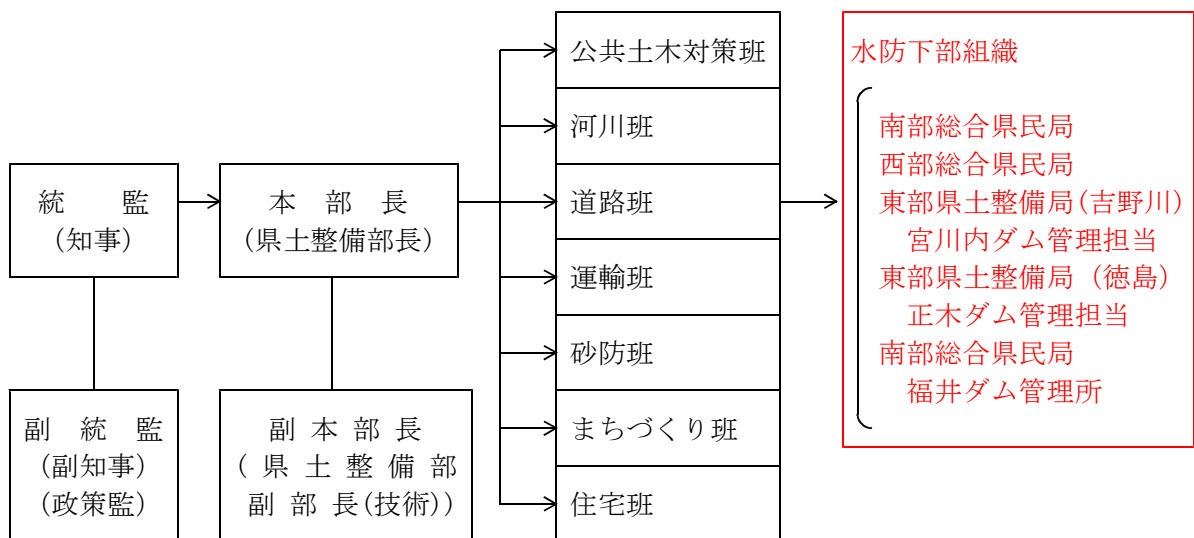 統　監
(知事)
副　統　監
(副知事)
(政策監)
本　部　長
(県土整備部長)
副 本 部 長
( 県 土 整 備 部
副 部 長(技術))
公共土木対策班
河川班
道路班
運輸班
砂防班
まちづくり班
住宅班
水防下部組織
南部総合県民局
西部総合県民局
東部県土整備局(吉野川)
宮川内ダム管理担当
東部県土整備局 (徳島)
正木ダム管理担当
南部総合県民局
福井ダム管理所